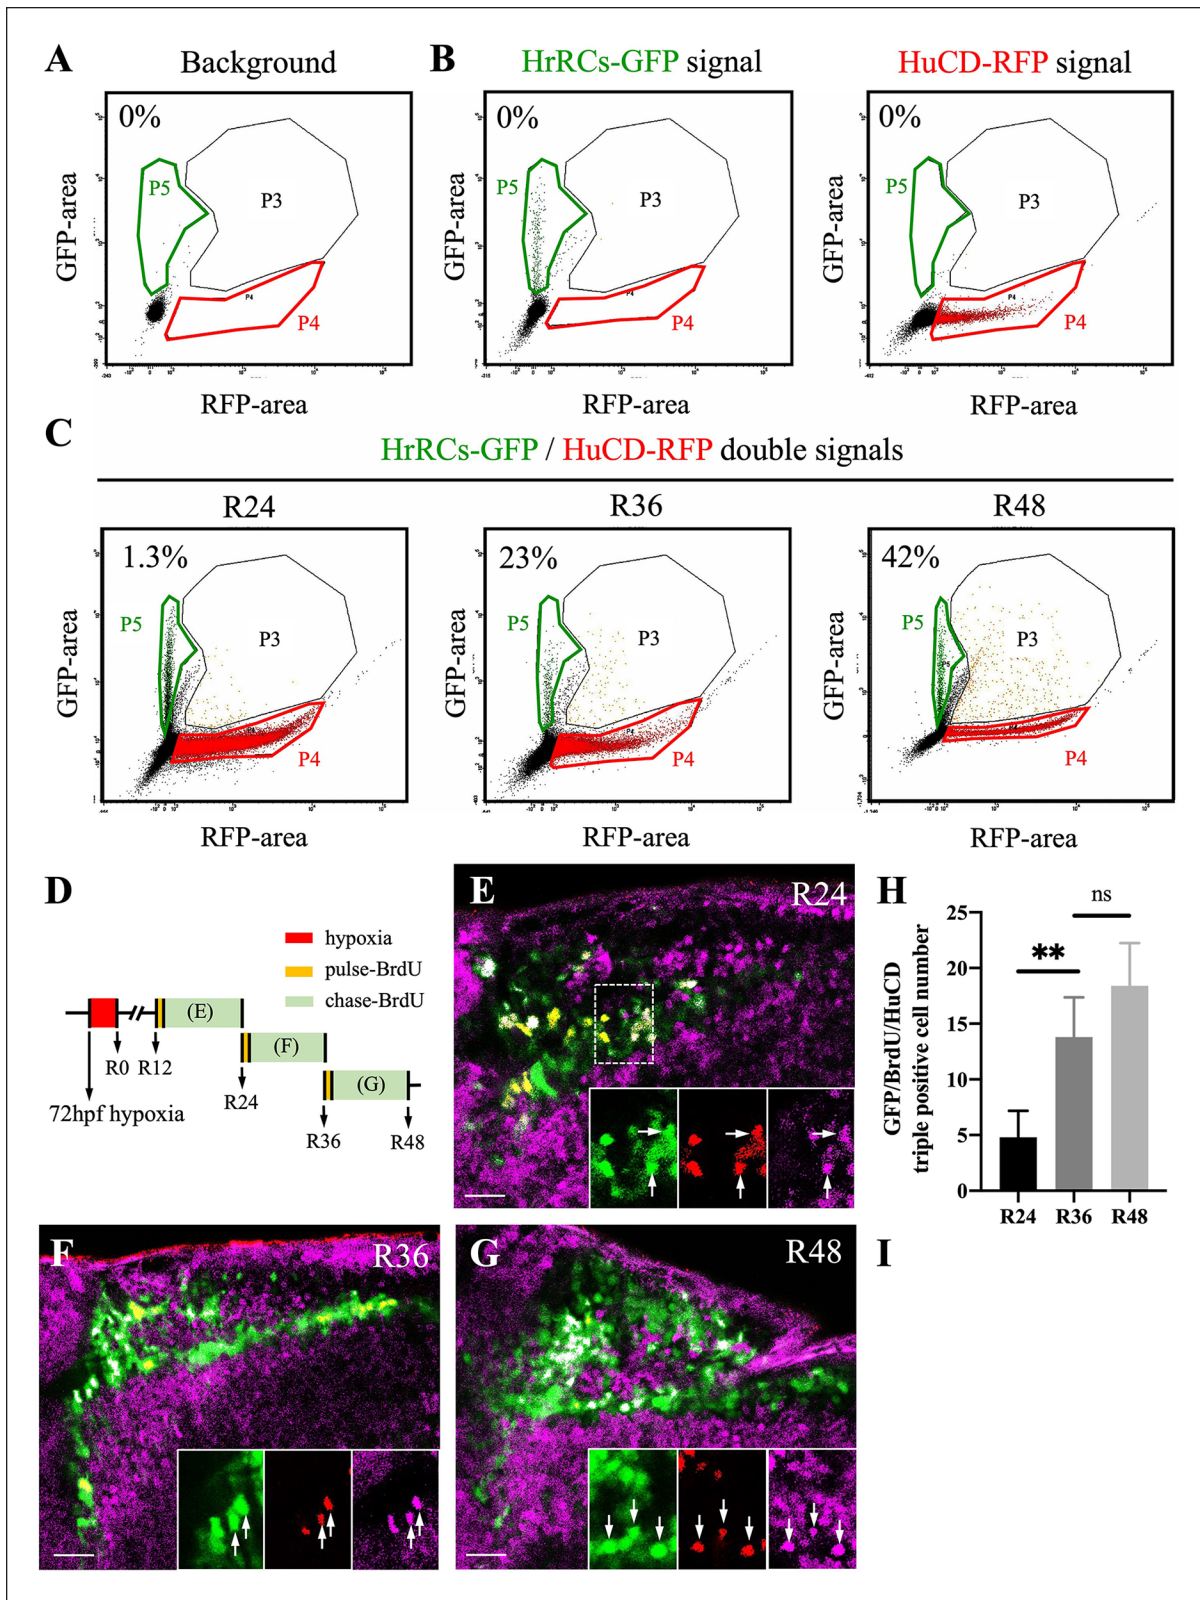 A
Background
B
HrRCs-GFP signal
HuCD-RFP signal
0%
P5
P3
P4
P4
GFP-area
RFP-area
0%
P5
P3
P4
P4
GFP-area
RFP-area
0%
P5
P3
P4
P4
GFP-area
RFP-area
C
HrRCs-GFP / HuCD-RFP double signals
R24
R36
R48
1.3%
P5
P3
P4
GFP-area
RFP-area
23%
P5
P3
P4
P4
GFP-area
RFP-area
42%
P5
P5
P3
P4
GFP-area
RFP-area
D
hypoxia
pulse-BrdU
chase-BrdU
(E)
(F)
(G)
R0 R12
72hpf hypoxia
R24
R36
R48
E
R24
H
ns
**
GFP/BrdU/HuCD
triple positive cell number
25
20
15
10
5
0
R24 R36 R48
F
R36
G
R48
I